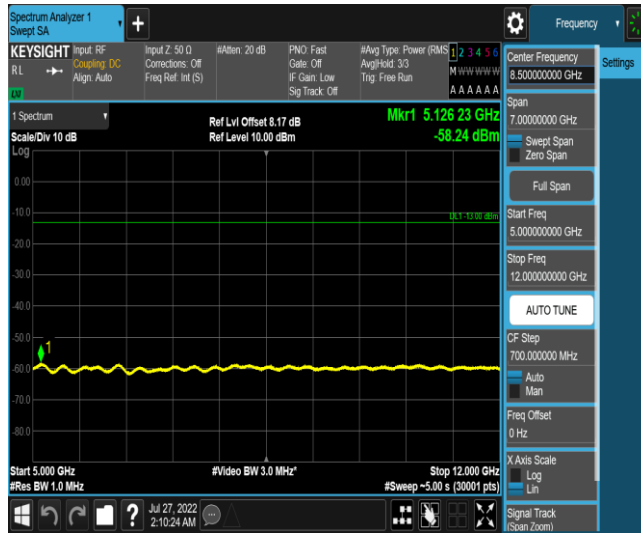 Spectrum Analyzer 1
Swept SA
Frequency
KEYSIGHT
RL
Input: RF
Coupling: DC
Align: Auto
Input Z: 50 Ω
Corrections: Off
Freq Ref: Int (S)
#Atten: 20 dB
PNO: Fast
Gate: Off
IF Gain: Low
Sig Track: Off
#Avg Type: Power (RMS
Avg|Hold: 3/3
Trig: Free Run
1 2 3 4 5 6
M W W W W W
A A A A A A
LXI
1 Spectrum
Scale/Div 10 dB
Ref Lvl Offset 8.17 dB
Ref Level 10.00 dBm
Mkr1 5.126 23 GHz
-58.24 dBm
Log
0.00
-10.0
DL1 -13.00 dBm
-20.0
-30.0
-40.0
-50.0
1
-60.0
-70.0
-80.0
Start 5.000 GHz
#Res BW 1.0 MHz
#Video BW 3.0 MHz*
Stop 12.000 GHz
#Sweep ~5.00 s (30001 pts)
Jul 27, 2022
2:10:24 AM
Center Frequency
8.500000000 GHz
Settings
Span
7.00000000 GHz
Swept Span
Zero Span
Full Span
Start Freq
5.000000000 GHz
Stop Freq
12.000000000 GHz
AUTO TUNE
CF Step
700.000000 MHz
Auto
Man
Freq Offset
0 Hz
X Axis Scale
Log
Lin
Signal Track
(Span Zoom)